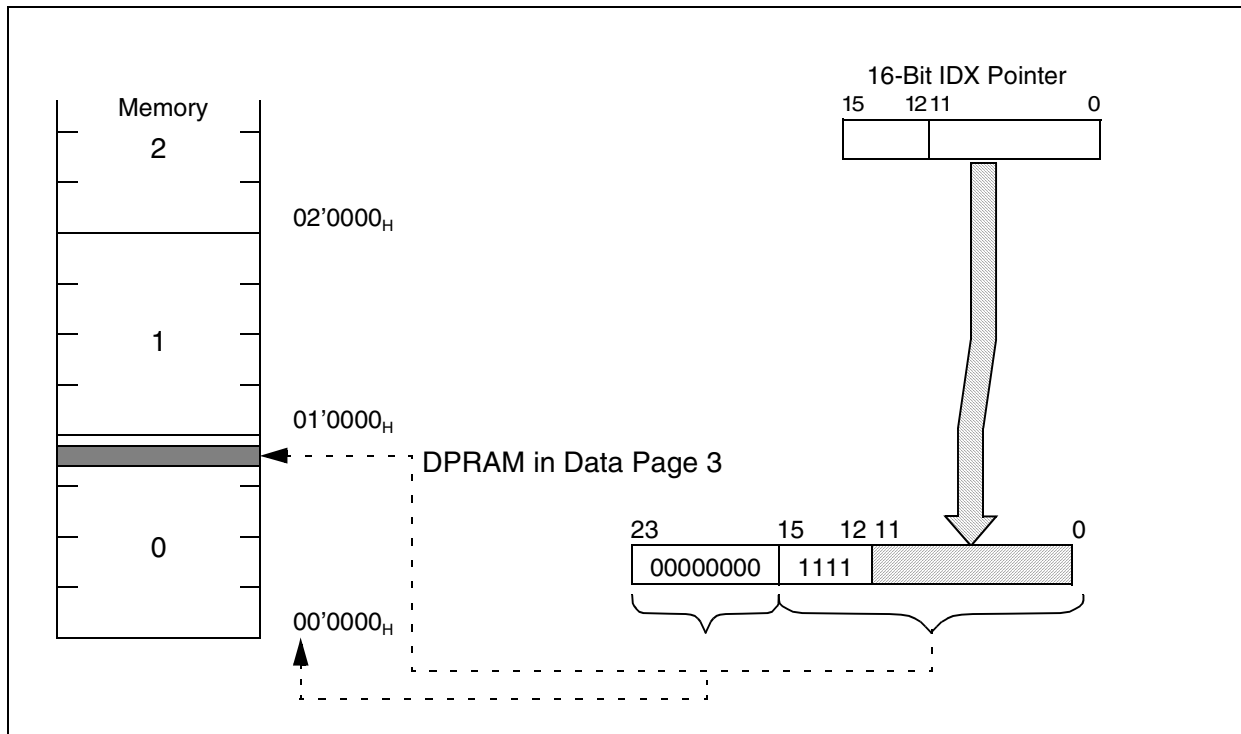 16-Bit IDX Pointer
15 12 11 0
Memory
2
02'0000H
1
01'0000H
DPRAM in Data Page 3
23 15 12 11 0
00000000 1111
0
00'0000H